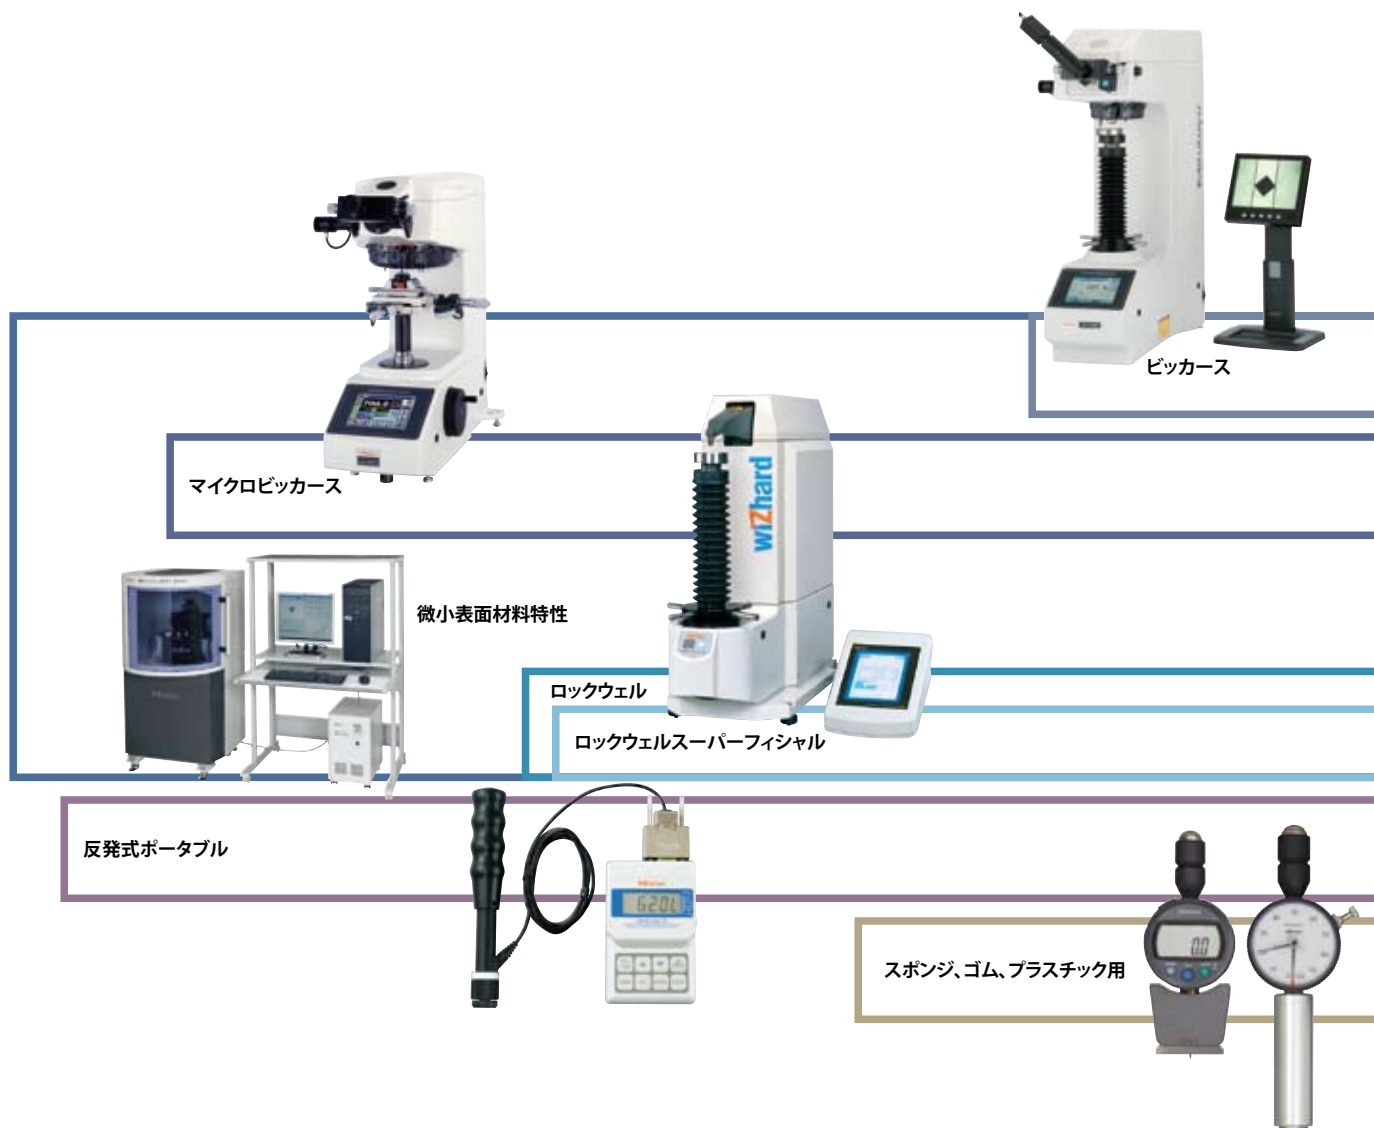 ビッカース
マイクロビッカース
wiZhard
微小表面材料特性
ロックウェル
ロックウェルスーパーフィシャル
反発式ポータブル
620L
0.0
スポンジ、ゴム、プラスチック用